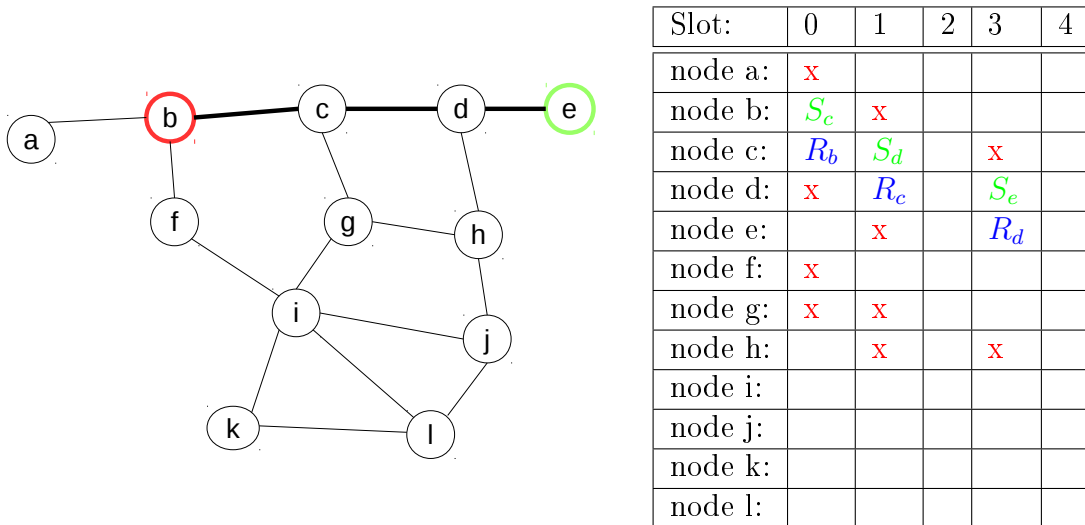 a
b
c
d
e
f
g
h
i
j
k
l
Slot: 0 1 2 3 4
node a: x
node b: S_c x
node c: R_b S_d x
node d: x R_c S_e
node e: x R_d
node f: x
node g: x x
node h: x x
node i:
node j:
node k:
node l: